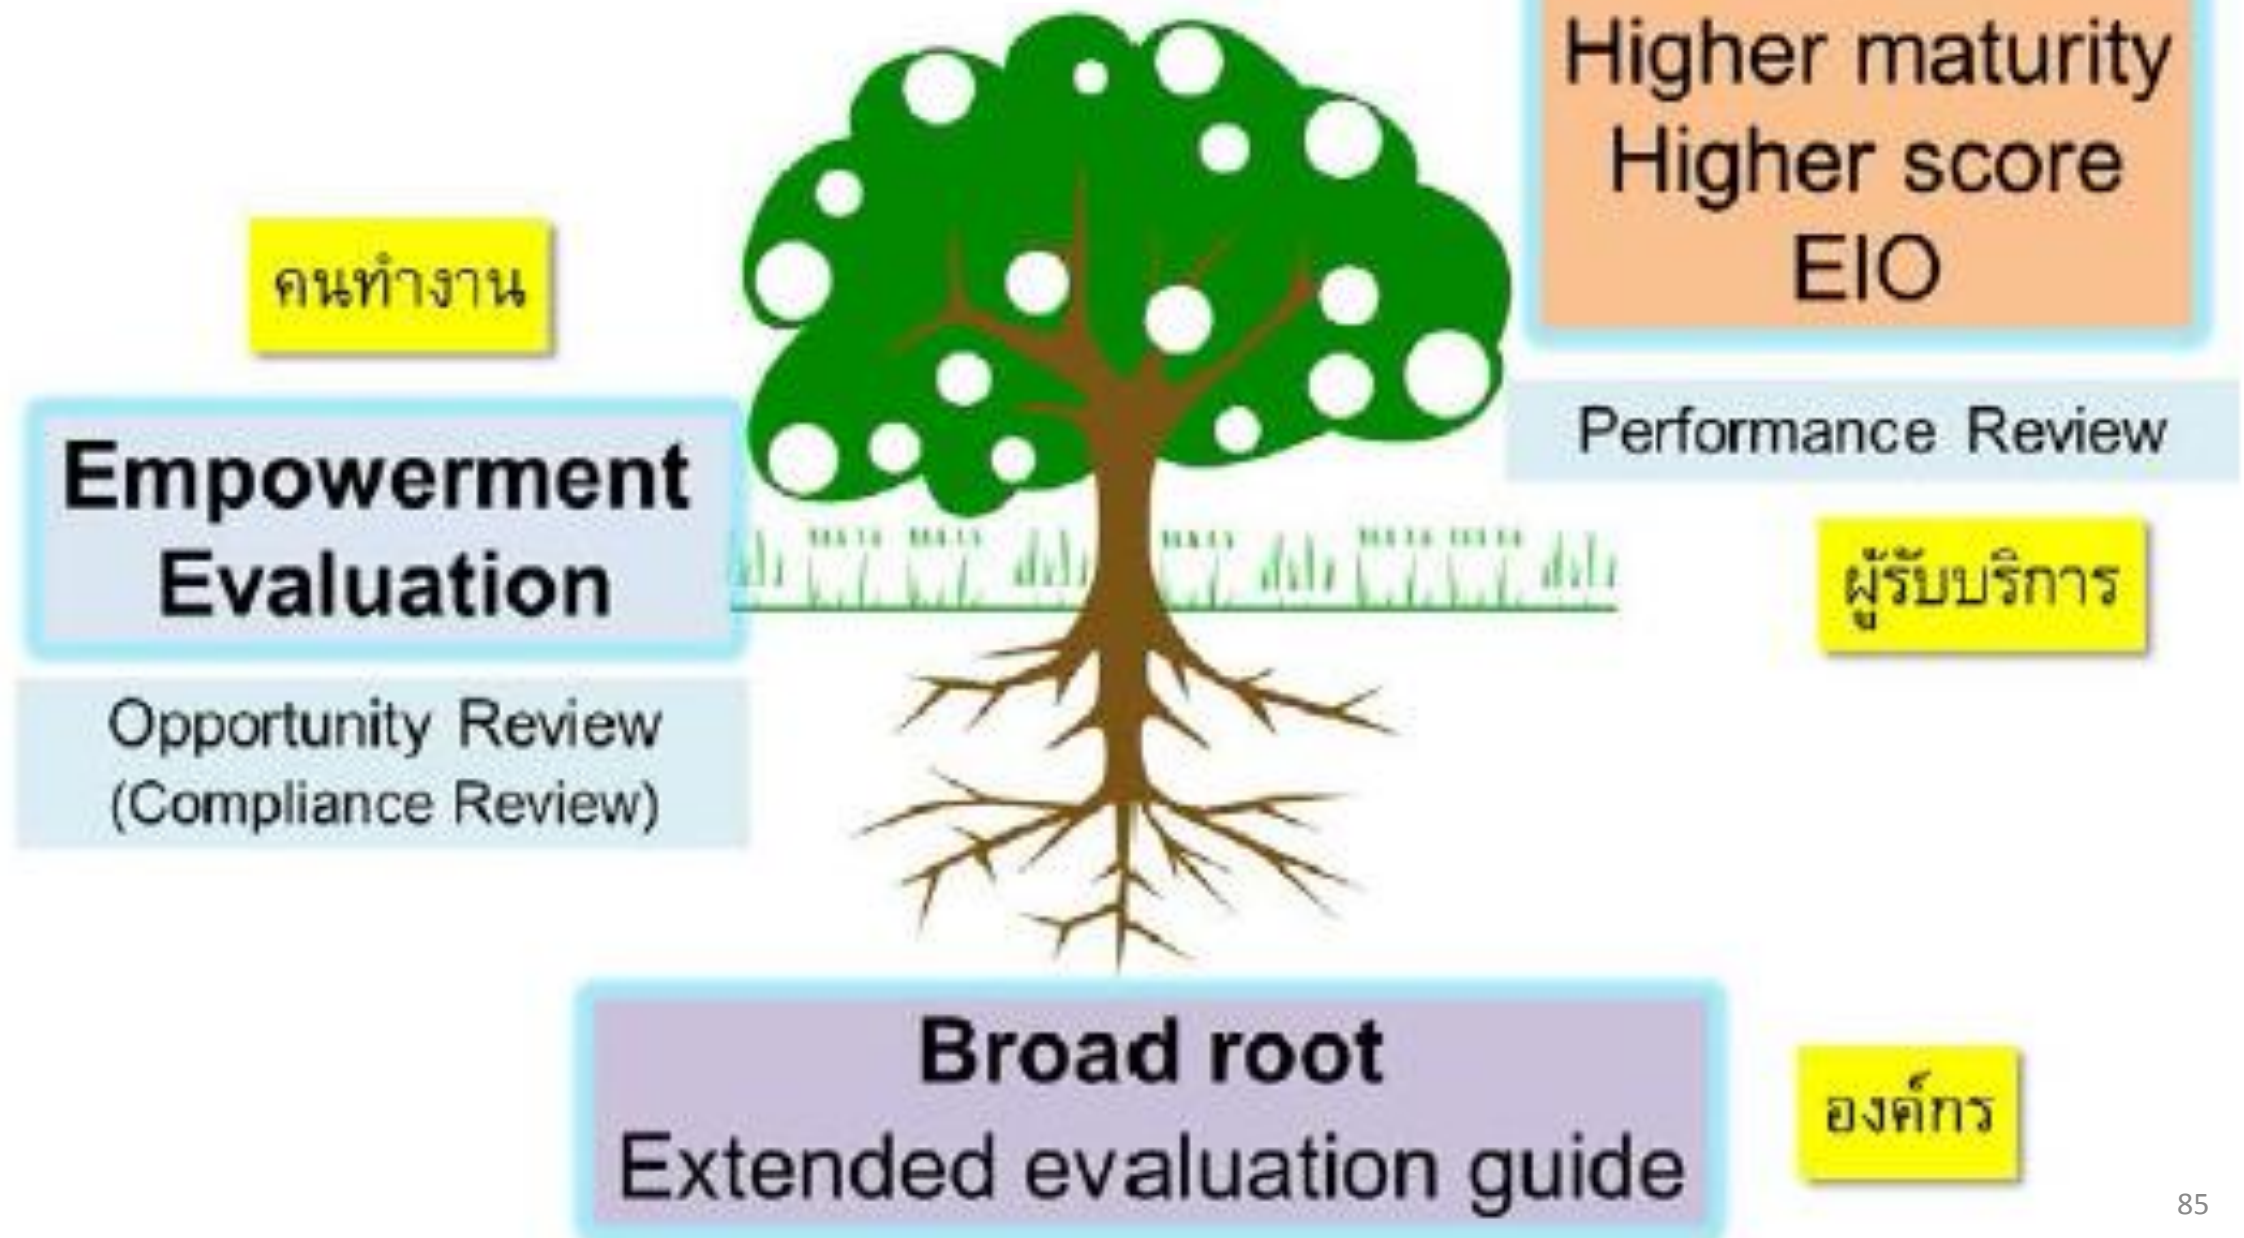 Higher maturity
Higher score
EIO
Performance Review
ผู้รับบริการ
คนทำงาน
Empowerment
Evaluation
Opportunity Review
(Compliance Review)
Broad root
Extended evaluation guide
องค์กร
85